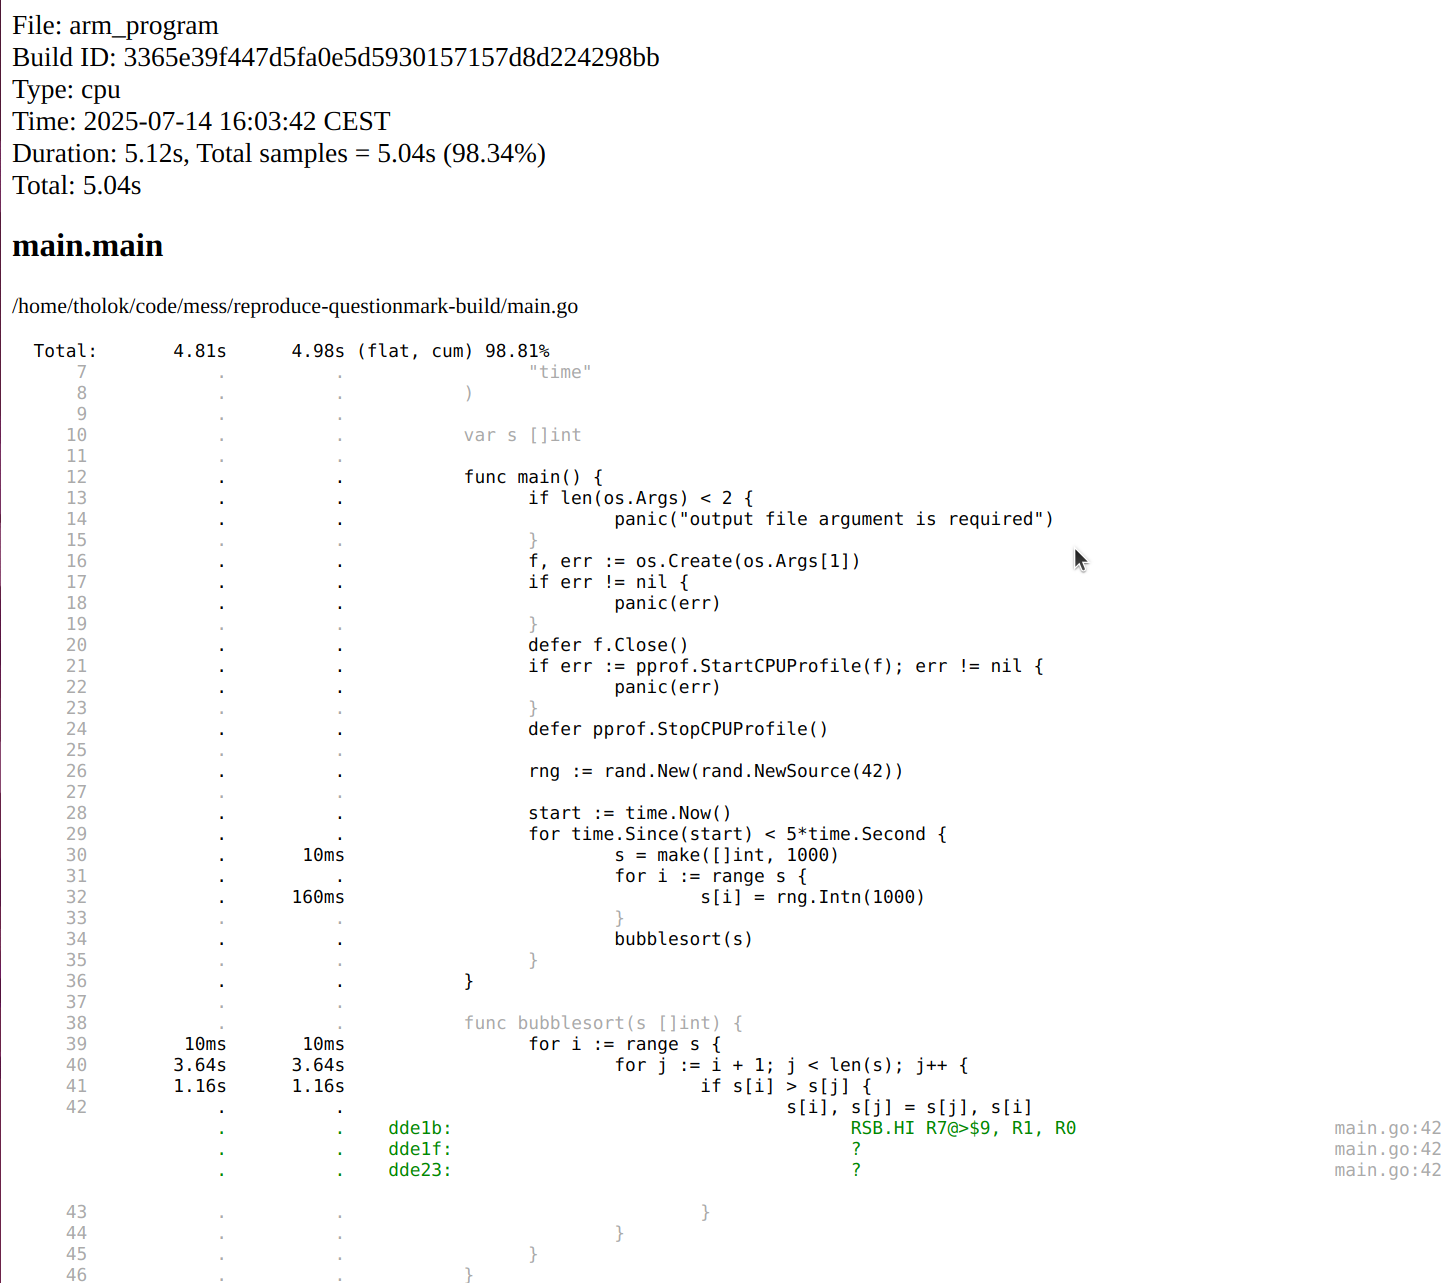 File: arm_program
Build ID: 3365e39f447d5fa0e5d5930157157d8d224298bb
Type: cpu
Time: 2025-07-14 16:03:42 CEST
Duration: 5.12s, Total samples = 5.04s (98.34%)
Total: 5.04s
main.main
/home/tholok/code/mess/reproduce-questionmark-build/main.go
Total: 4.81s 4.98s (flat, cum) 98.81%
7 . . "time"
8 . . )
9 . .
10 . . var s []int
11 . .
12 . . func main() {
13 . . if len(os.Args) < 2 {
14 . . panic("output file argument is required")
15 . . }
16 . . f, err := os.Create(os.Args[1])
17 . . if err != nil {
18 . . panic(err)
19 . . }
20 . . defer f.Close()
21 . . if err := pprof.StartCPUProfile(f); err != nil {
22 . . panic(err)
23 . . }
24 . . defer pprof.StopCPUProfile()
25 . .
26 . . rng := rand.New(rand.NewSource(42))
27 . .
28 . . start := time.Now()
29 . . for time.Since(start) < 5*time.Second {
30 . 10ms s = make([]int, 1000)
31 . . for i := range s {
32 . 160ms s[i] = rng.Intn(1000)
33 . . }
34 . . bubblesort(s)
35 . . }
36 . . }
37 . .
38 . . func bubblesort(s []int) {
39 10ms 10ms for i := range s {
40 3.64s 3.64s for j := i + 1; j < len(s); j++ {
41 1.16s 1.16s if s[i] > s[j] {
42 . . s[i], s[j] = s[j], s[i]
. . dde1b: RSB.HI R7@>$9, R1, R0 main.go:42
. . dde1f: ? main.go:42
. . dde23: ? main.go:42
43 . . }
44 . . }
45 . . }
46 . . }